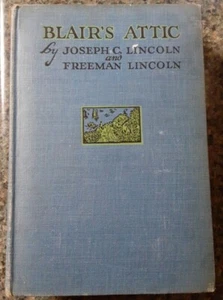 BLAIR'S ATTIC
by JOSEPH C. LINCOLN
and
FREEMAN LINCOLN